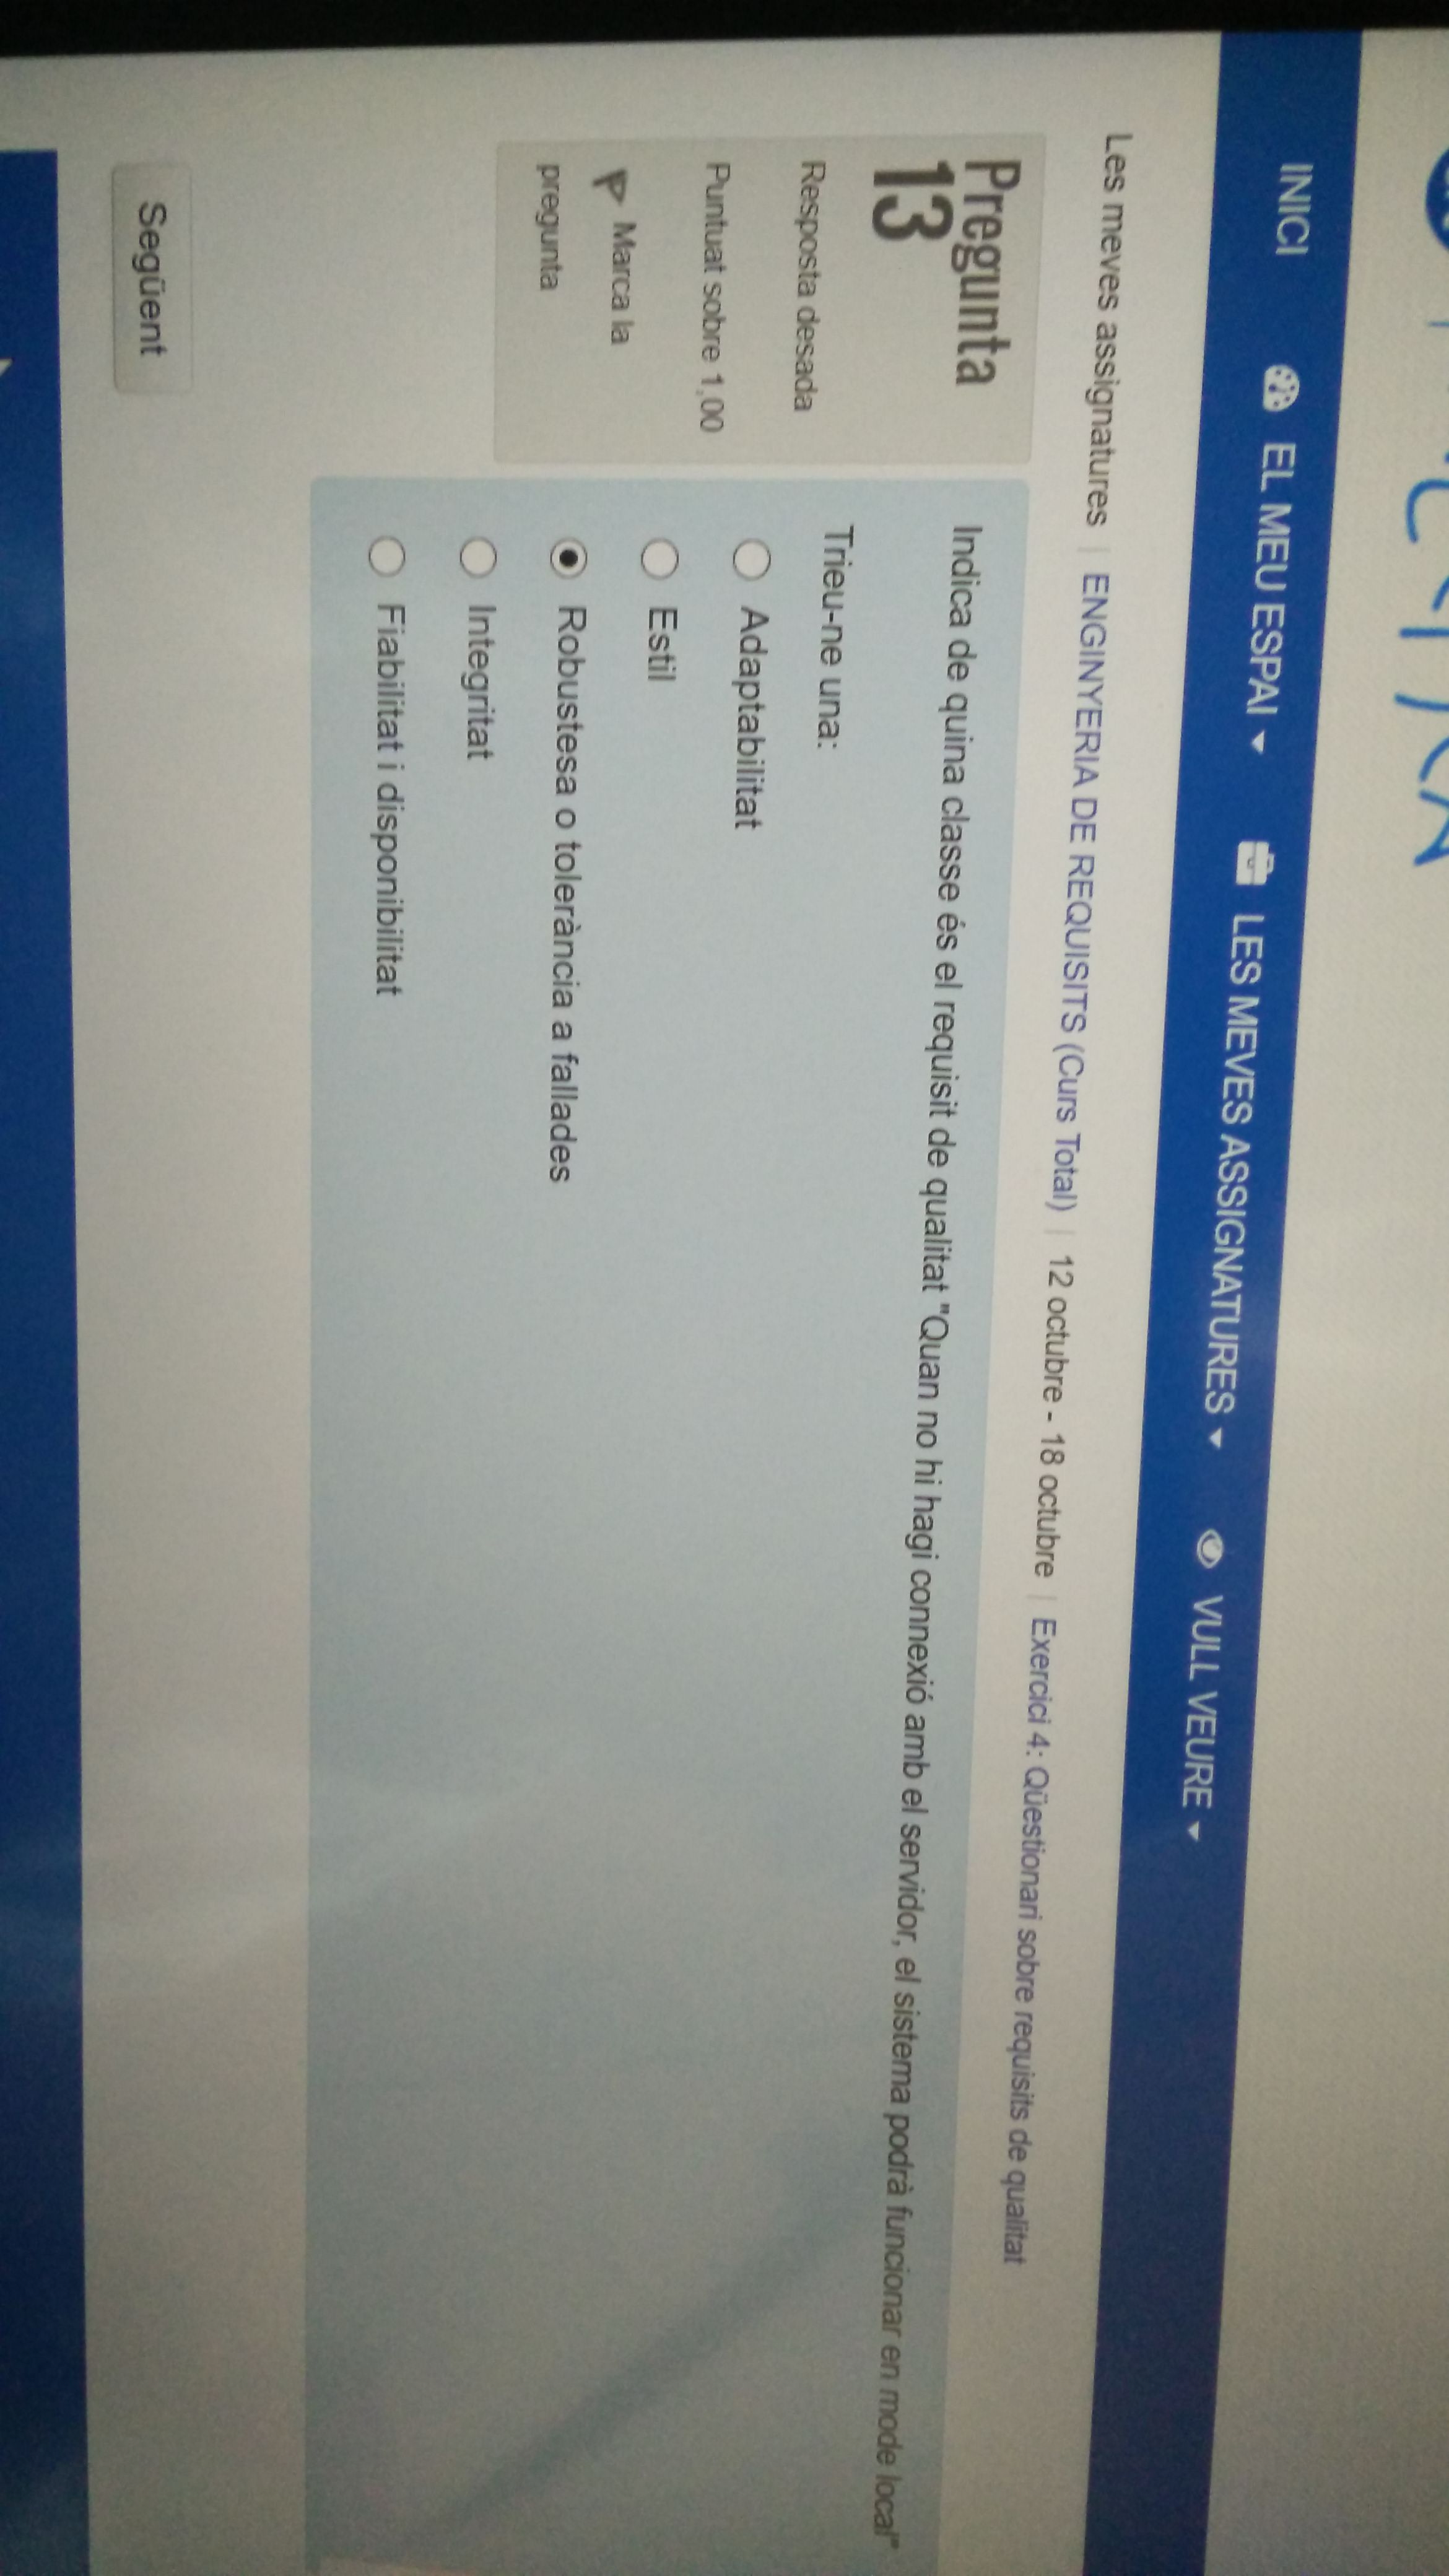 INICI EL MEU ESPAI LES MEVES ASSIGNATURES VULL VEURE
Les meves assignatures | ENGINYERIA DE REQUISITS (Curs Total) | 12 octubre - 18 octubre | Exercici 4: Qüestionari sobre requisits de qualitat
Pregunta
13
Resposta desada
Puntuat sobre 1,00
Marca la
pregunta
Indica de quina classe és el requisit de qualitat "Quan no hi hagi connexió amb el servidor, el sistema podrà funcionar en mode local"
Trieu-ne una:
Adaptabilitat
Estil
Robustesa o tolerància a fallades
Integritat
Fiabilitat i disponibilitat
Següent